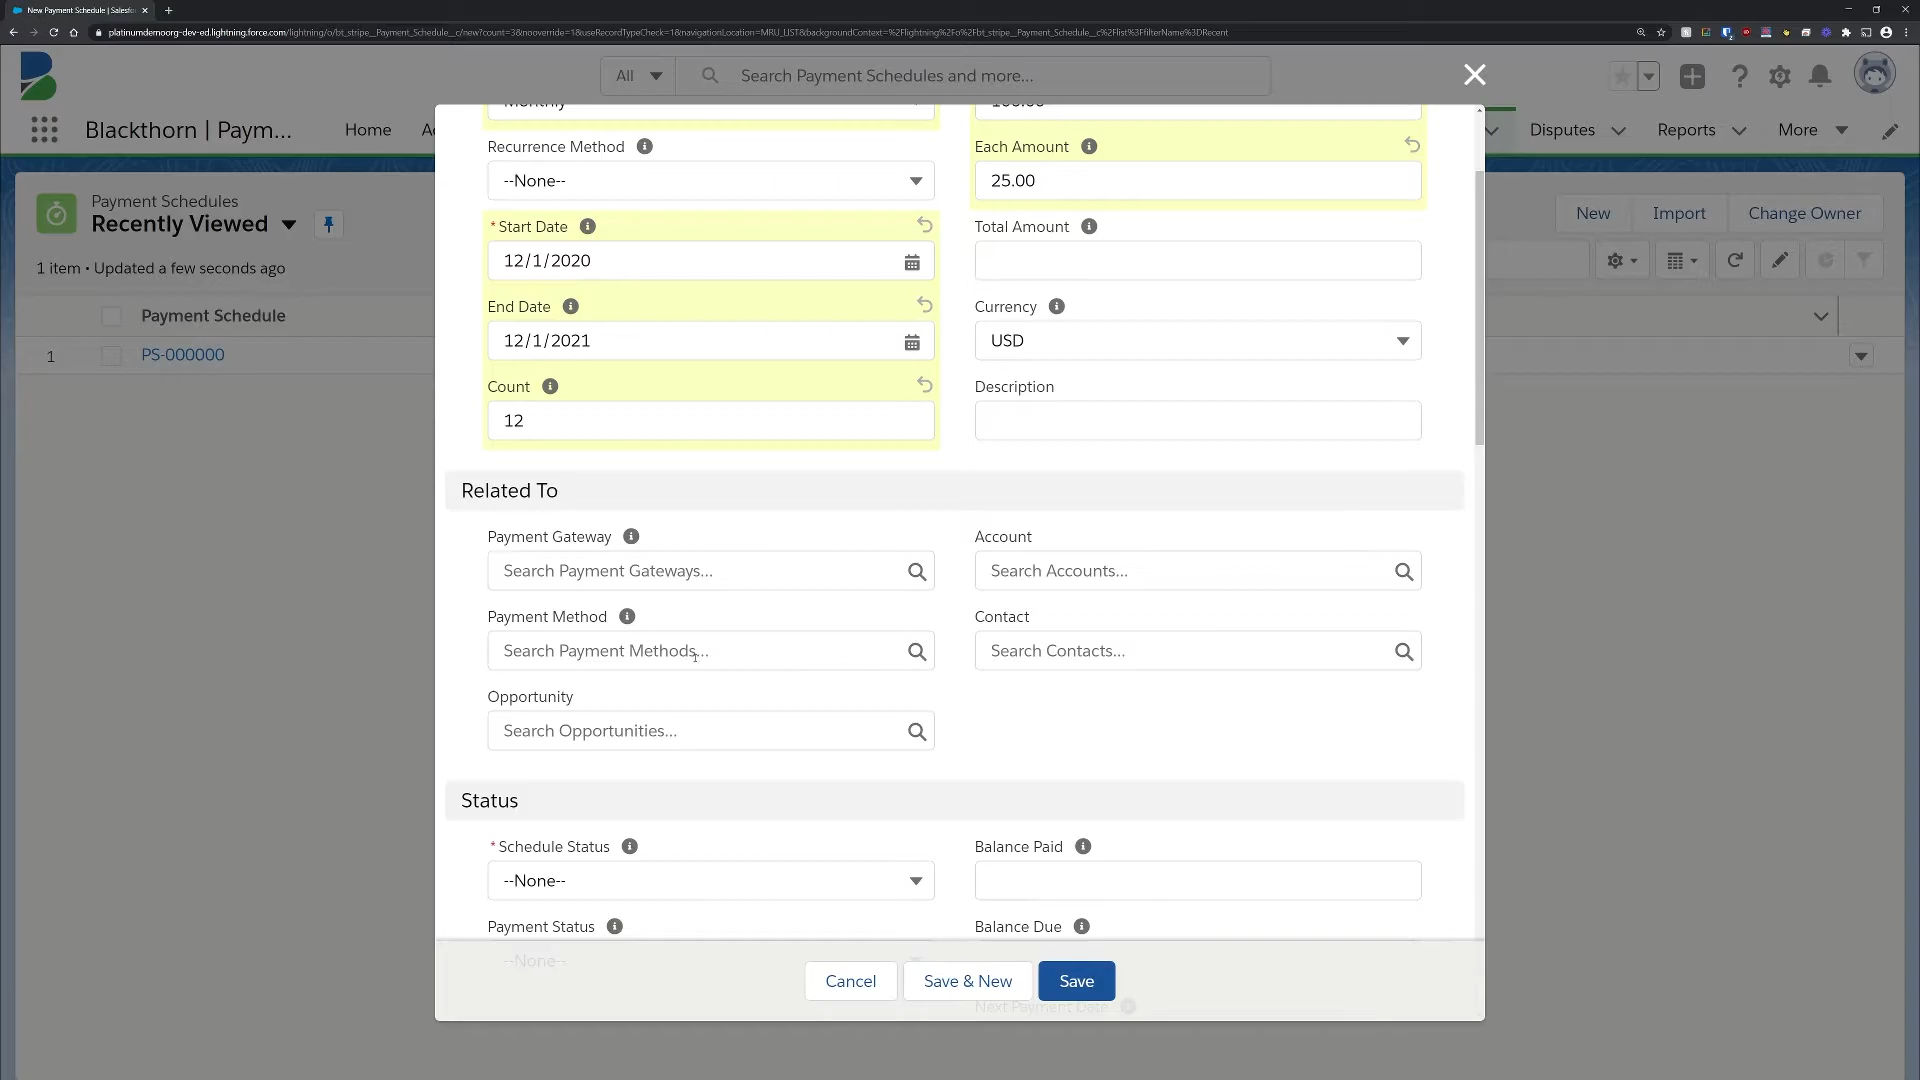 New Payment Schedule | Salesfo
platinumdemoorg-dev-ed.lightning.force.com/lightning/o/bt_stripe__Payment_Schedule__c/new?count=3&nooverride=1&useRecordTypeCheck=1&navigationLocation=MRU_LIST&backgroundContext=%2Flightning%2Fo%2Fbt_stripe__Payment_Schedule__c%2Flist%3FfilterName%3DRecent
All
Search Payment Schedules and more...
Blackthorn | Paym...
Home
Disputes
Reports
More
Payment Schedules
Recently Viewed
1 item • Updated a few seconds ago
New
Import
Change Owner
Payment Schedule
1
PS-000000
Monthly
Recurrence Method
--None--
Each Amount
25.00
*Start Date
12/1/2020
Total Amount
End Date
12/1/2021
Currency
USD
Count
12
Description
Related To
Payment Gateway
Search Payment Gateways...
Account
Search Accounts...
Payment Method
Search Payment Methods...
Contact
Search Contacts...
Opportunity
Search Opportunities...
Status
*Schedule Status
--None--
Balance Paid
Payment Status
--None--
Balance Due
Cancel
Save & New
Save
Next Payment Date